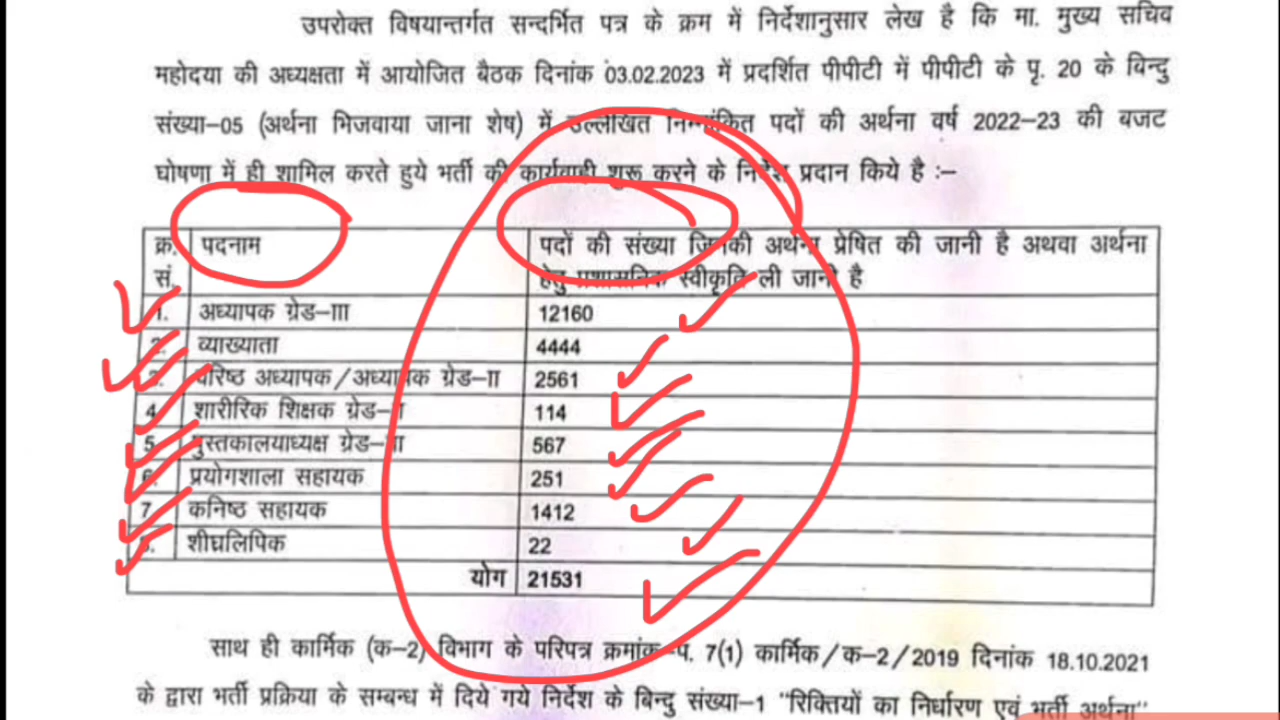 उपरोक्त विषयान्तर्गत सन्दर्भित पत्र के क्रम में निर्देशानुसार लेख है कि मा. मुख्य सचिव
महोदया की अध्यक्षता में आयोजित बैठक दिनांक 03.02.2023 में प्रदर्शित पीपीटी में पीपीटी के पृ. 20 के बिन्दु
संख्या–05 (अर्थना भिजवाया जाना शेष) में उल्लेखित निम्नांकित पदों की अर्थना वर्ष 2022–23 की बजट
घोषणा में ही शामिल करते हुये भर्ती की कार्यवाही शुरू करने के निर्देश प्रदान किये है :–
क्र. पदनाम पदों की संख्या जिनकी अर्थना प्रेषित की जानी है अथवा अर्थना
सं. हेतु प्रशासनिक स्वीकृति ली जानी है
1. अध्यापक ग्रेड–III 12160
2. व्याख्याता 4444
3. वरिष्ठ अध्यापक/अध्यापक ग्रेड–II 2561
4 शारीरिक शिक्षक ग्रेड– 114
5. पुस्तकालयाध्यक्ष ग्रेड– 567
6. प्रयोगशाला सहायक 251
7. कनिष्ठ सहायक 1412
8. शीघ्रलिपिक 22
योग 21531
साथ ही कार्मिक (क–2) विभाग के परिपत्र क्रमांक प. 7(1) कार्मिक/क–2/2019 दिनांक 18.10.2021
के द्वारा भर्ती प्रक्रिया के सम्बन्ध में दिये गये निर्देश के बिन्दु संख्या–1 "रिक्तियों का निर्धारण एवं भर्ती अर्थना"